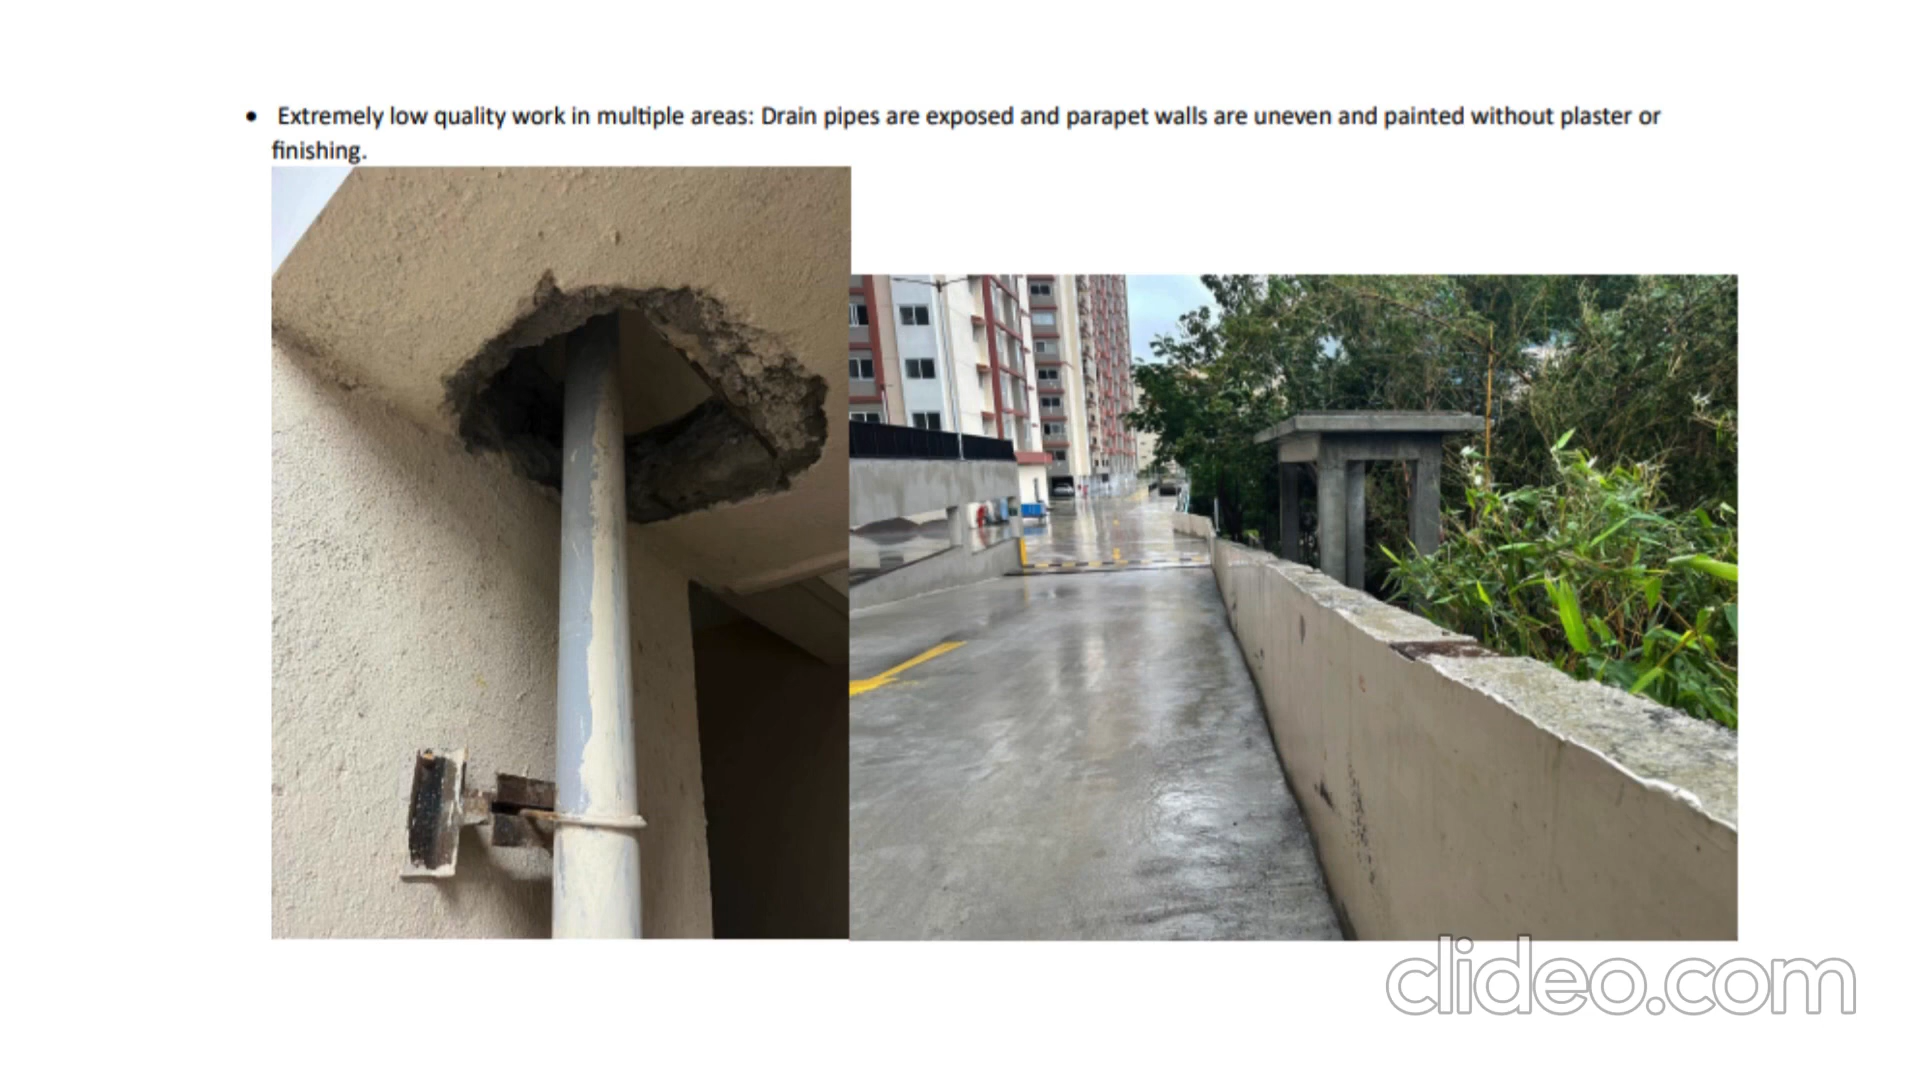 • Extremely low quality work in multiple areas: Drain pipes are exposed and parapet walls are uneven and painted without plaster or
finishing.
clideo.com